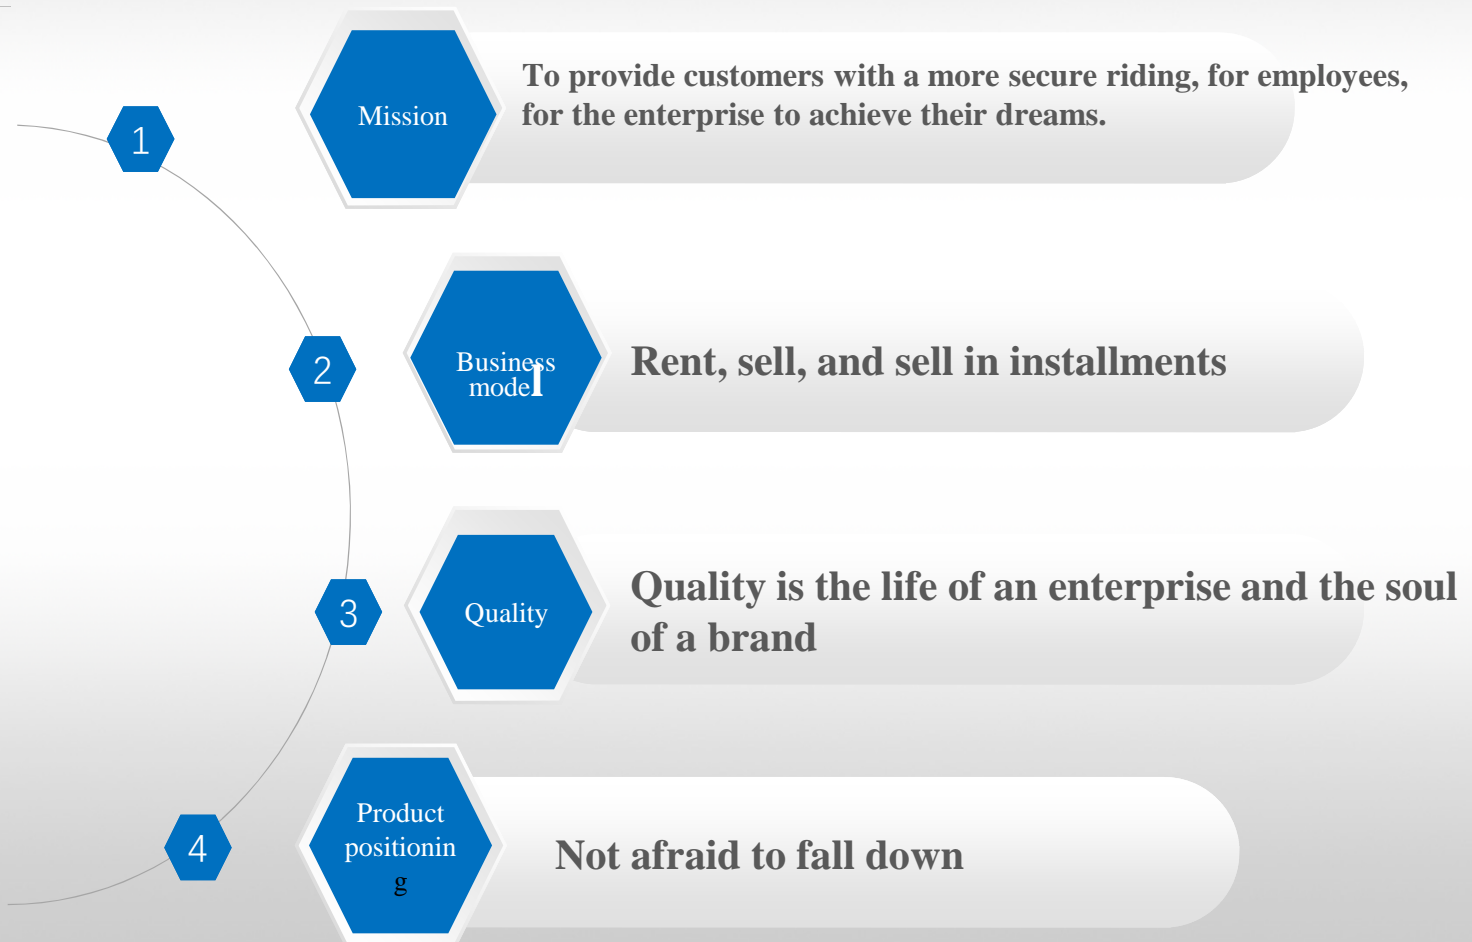 1
Mission
To provide customers with a more secure riding, for employees,
for the enterprise to achieve their dreams.
2
Business
model
Rent, sell, and sell in installments
3
Quality
Quality is the life of an enterprise and the soul
of a brand
4
Product
positionin
g
Not afraid to fall down